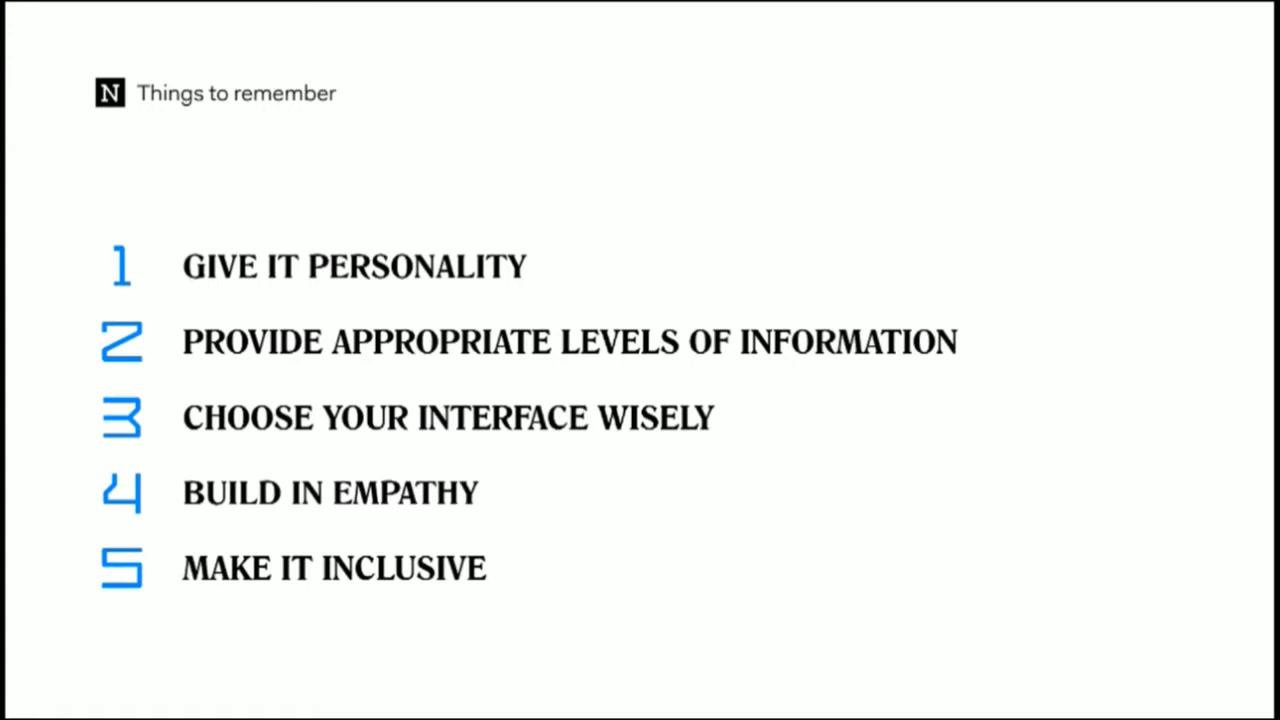 N Things to remember
1 GIVE IT PERSONALITY
2 PROVIDE APPROPRIATE LEVELS OF INFORMATION
3 CHOOSE YOUR INTERFACE WISELY
4 BUILD IN EMPATHY
5 MAKE IT INCLUSIVE